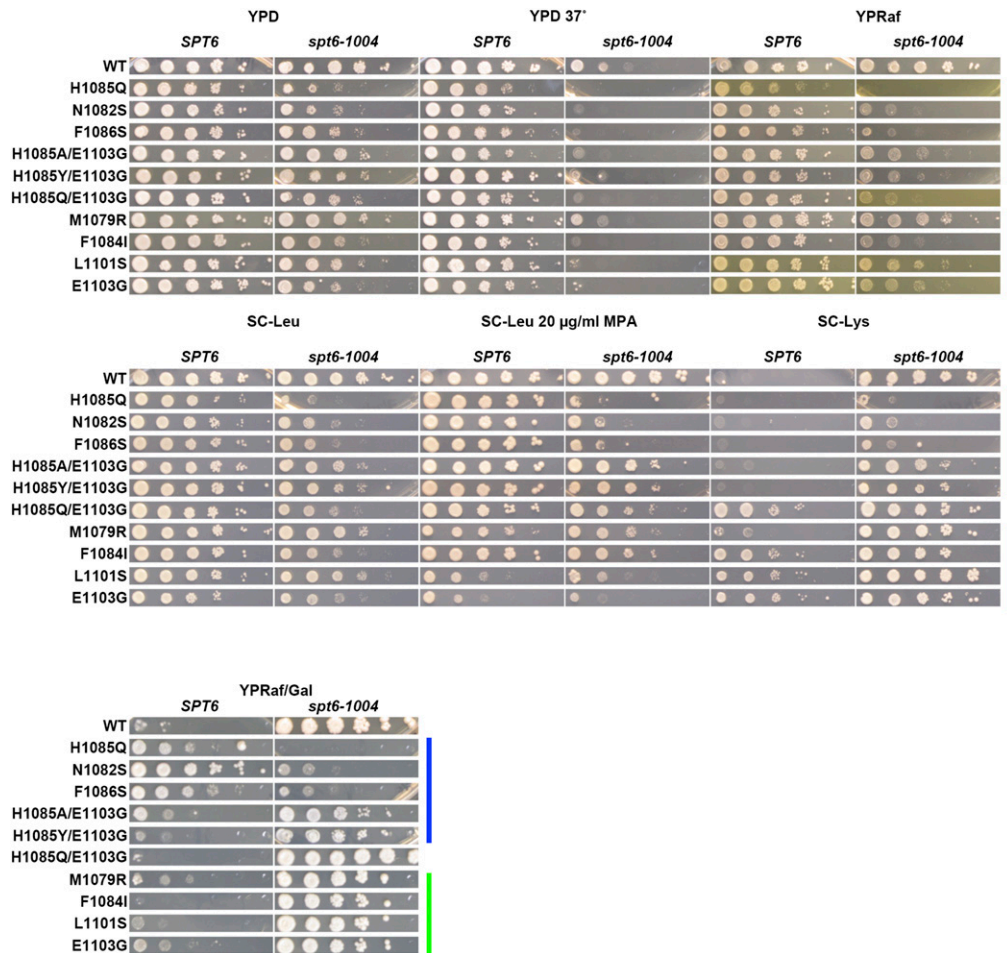 YPD YPD 37˚ YPRaf
SPT6 spt6-1004 SPT6 spt6-1004 SPT6 spt6-1004
WT
H1085Q
N1082S
F1086S
H1085A/E1103G
H1085Y/E1103G
H1085Q/E1103G
M1079R
F1084I
L1101S
E1103G
SC-Leu SC-Leu 20 µg/ml MPA SC-Lys
SPT6 spt6-1004 SPT6 spt6-1004 SPT6 spt6-1004
WT
H1085Q
N1082S
F1086S
H1085A/E1103G
H1085Y/E1103G
H1085Q/E1103G
M1079R
F1084I
L1101S
E1103G
YPRaf/Gal
SPT6 spt6-1004
WT
H1085Q
N1082S
F1086S
H1085A/E1103G
H1085Y/E1103G
H1085Q/E1103G
M1079R
F1084I
L1101S
E1103G